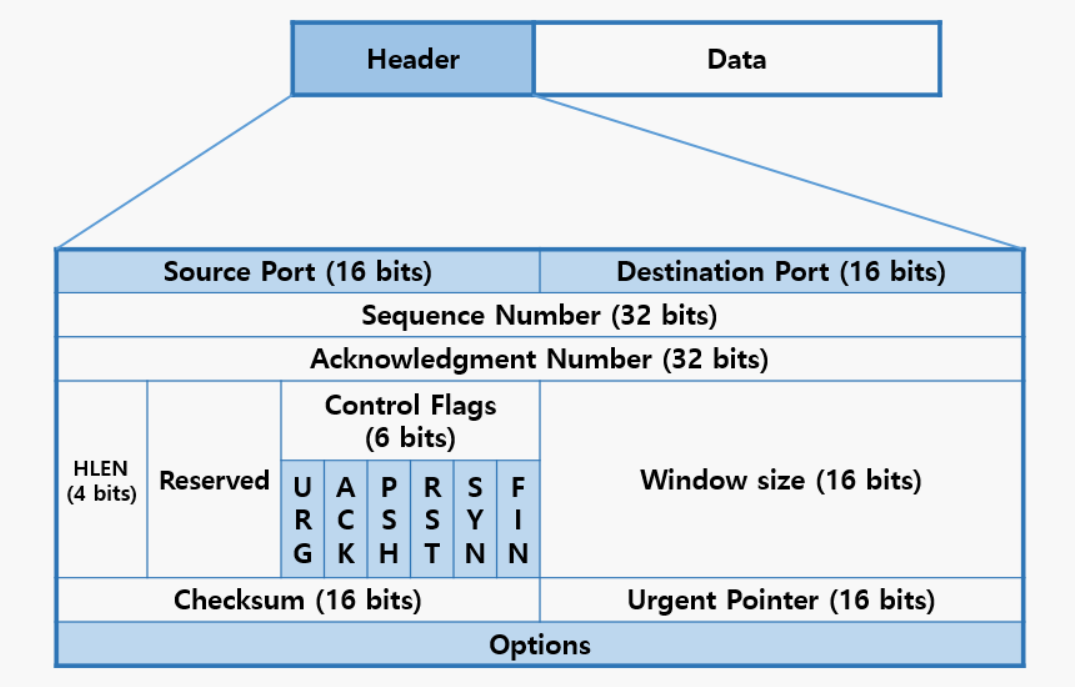 Header
Data
Source Port (16 bits)
Destination Port (16 bits)
Sequence Number (32 bits)
Acknowledgment Number (32 bits)
HLEN
(4 bits)
Reserved
Control Flags
(6 bits)
URG
ACK
PSH
RST
SYN
FIN
Window size (16 bits)
Checksum (16 bits)
Urgent Pointer (16 bits)
Options